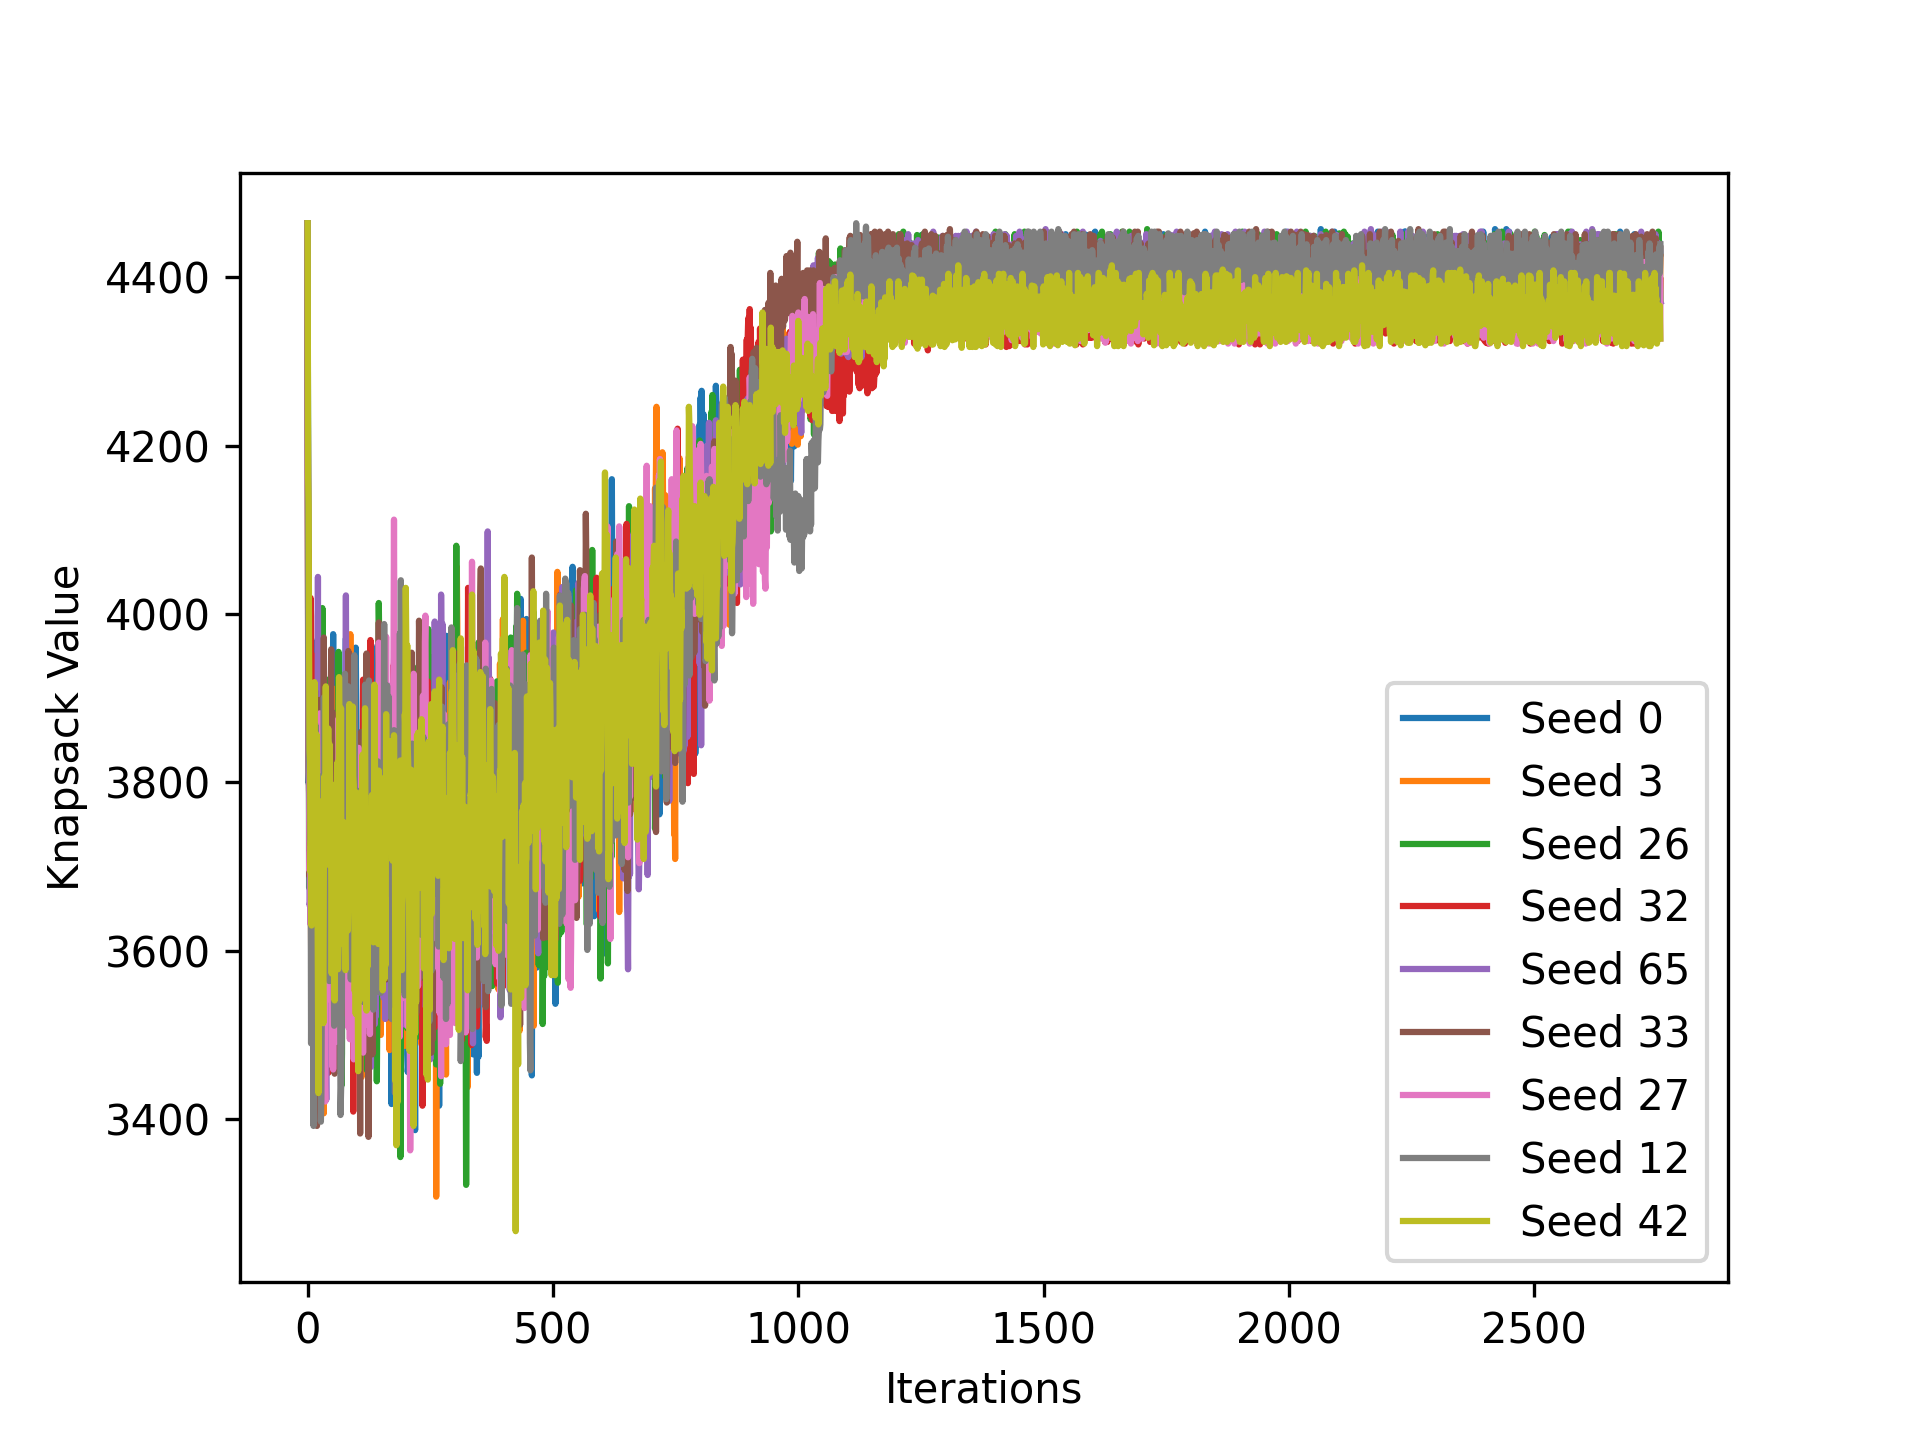 4400
4200
4000
3800
3600
3400
Knapsack Value
0
500
1000
1500
2000
2500
Iterations
Seed 0
Seed 3
Seed 26
Seed 32
Seed 65
Seed 33
Seed 27
Seed 12
Seed 42